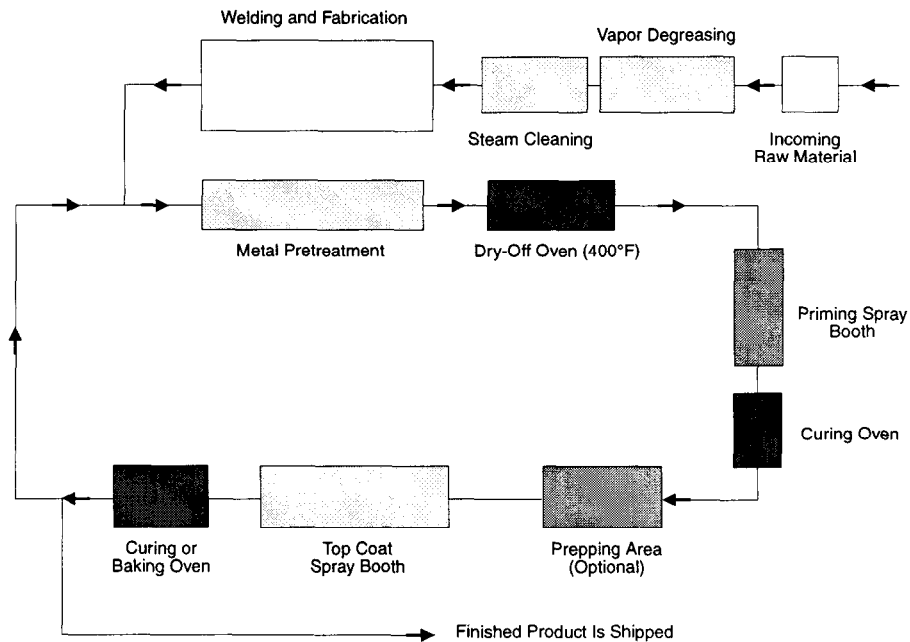 Welding and Fabrication
Vapor Degreasing
Steam Cleaning
Incoming
Raw Material
Metal Pretreatment
Dry-Off Oven (400°F)
Priming Spray
Booth
Curing Oven
Curing or
Baking Oven
Top Coat
Spray Booth
Prepping Area
(Optional)
Finished Product Is Shipped